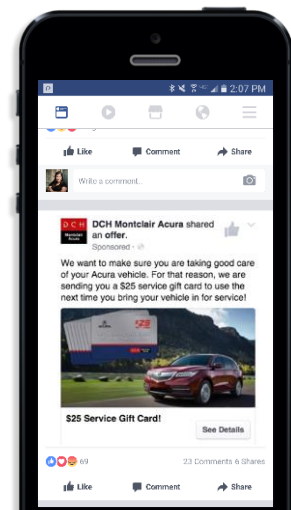 2:07 PM
Like Comment Share
Write a comment...
DCH Montclair Acura shared
an offer.
Sponsored
We want to make sure you are taking good care
of your Acura vehicle. For that reason, we are
sending you a $25 service gift card to use the
next time you bring your vehicle in for service!
ACURA
$25
$25 Service Gift Card!
See Details
69
23 Comments 6 Shares
Like Comment Share